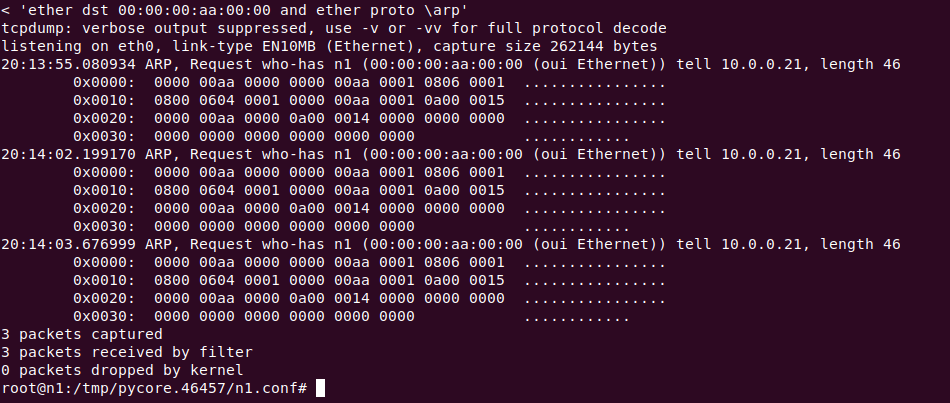 < 'ether dst 00:00:00:aa:00:00 and ether proto \arp'
tcpdump: verbose output suppressed, use -v or -vv for full protocol decode
listening on eth0, link-type EN10MB (Ethernet), capture size 262144 bytes
20:13:55.080934 ARP, Request who-has n1 (00:00:00:aa:00:00 (oui Ethernet)) tell 10.0.0.21, length 46
0x0000:  0000 00aa 0000 0000 00aa 0001 0806 0001  ................
0x0010:  0800 0604 0001 0000 00aa 0001 0a00 0015  ................
0x0020:  0000 00aa 0000 0a00 0014 0000 0000 0000  ................
0x0030:  0000 0000 0000 0000 0000 0000            ............
20:14:02.199170 ARP, Request who-has n1 (00:00:00:aa:00:00 (oui Ethernet)) tell 10.0.0.21, length 46
0x0000:  0000 00aa 0000 0000 00aa 0001 0806 0001  ................
0x0010:  0800 0604 0001 0000 00aa 0001 0a00 0015  ................
0x0020:  0000 00aa 0000 0a00 0014 0000 0000 0000  ................
0x0030:  0000 0000 0000 0000 0000 0000            ............
20:14:03.676999 ARP, Request who-has n1 (00:00:00:aa:00:00 (oui Ethernet)) tell 10.0.0.21, length 46
0x0000:  0000 00aa 0000 0000 00aa 0001 0806 0001  ................
0x0010:  0800 0604 0001 0000 00aa 0001 0a00 0015  ................
0x0020:  0000 00aa 0000 0a00 0014 0000 0000 0000  ................
0x0030:  0000 0000 0000 0000 0000 0000            ............
3 packets captured
3 packets received by filter
0 packets dropped by kernel
root@n1:/tmp/pycore.46457/n1.conf#